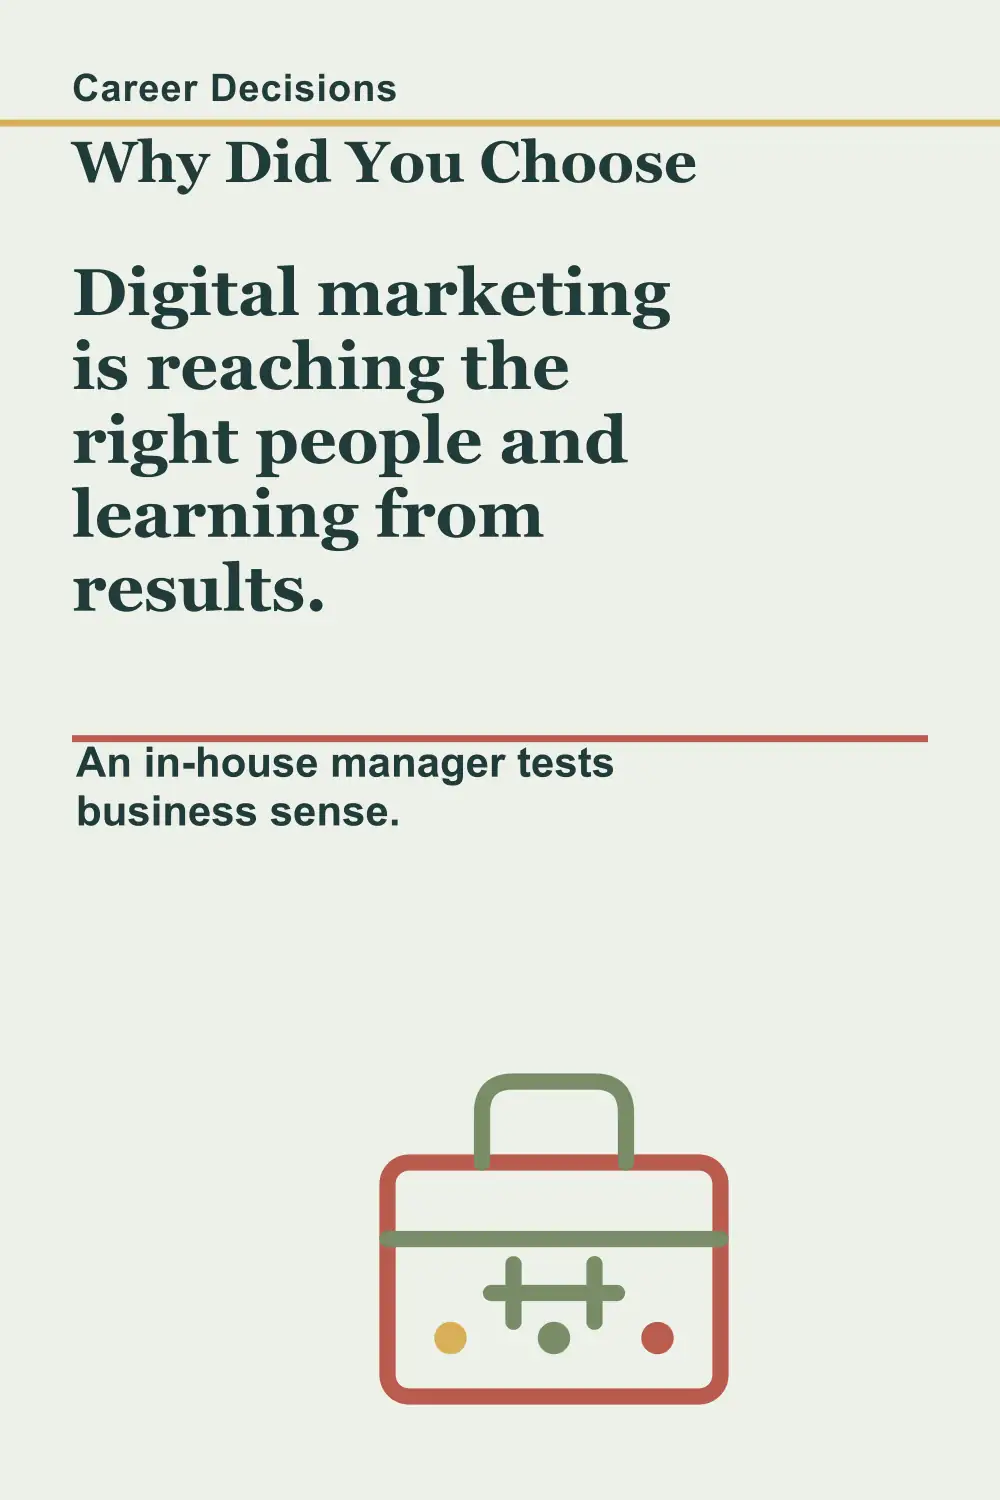 Career Decisions
Why Did You Choose
Digital marketing
is reaching the
right people and
learning from
results.
An in-house manager tests
business sense.